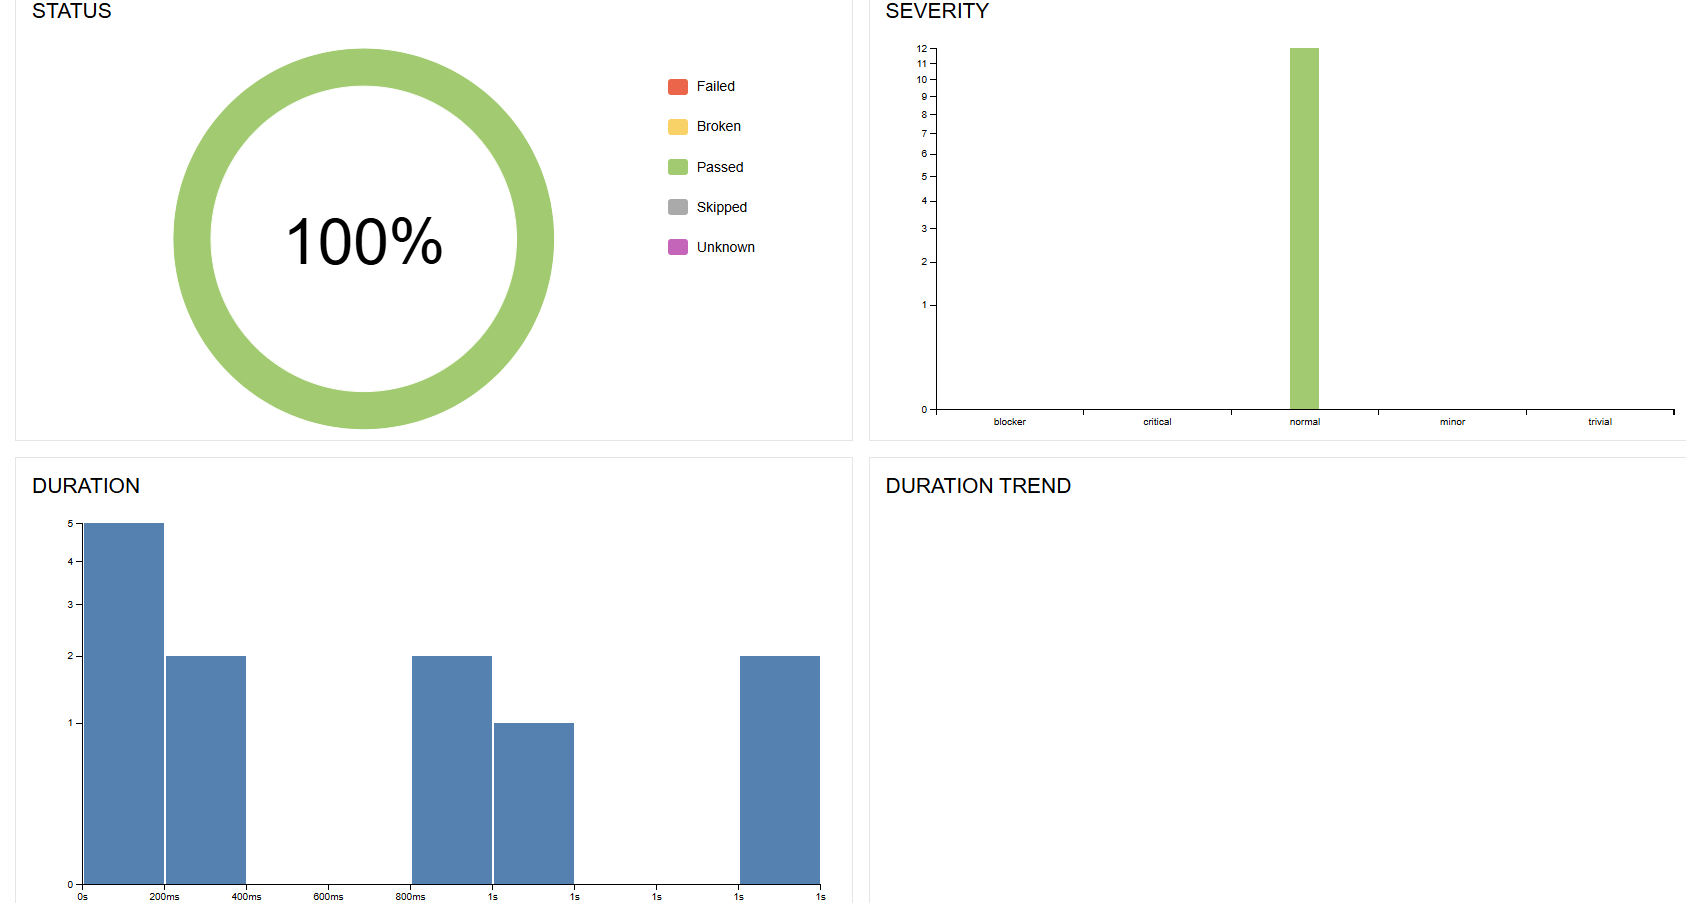 STATUS
100%
Failed
Broken
Passed
Skipped
Unknown
SEVERITY
12
11
10
9
8
7
6
5
4
3
2
1
0
blocker critical normal minor trivial
DURATION
5
4
3
2
1
0
0s 200ms 400ms 600ms 800ms 1s 1s 1s 1s 1s
DURATION TREND